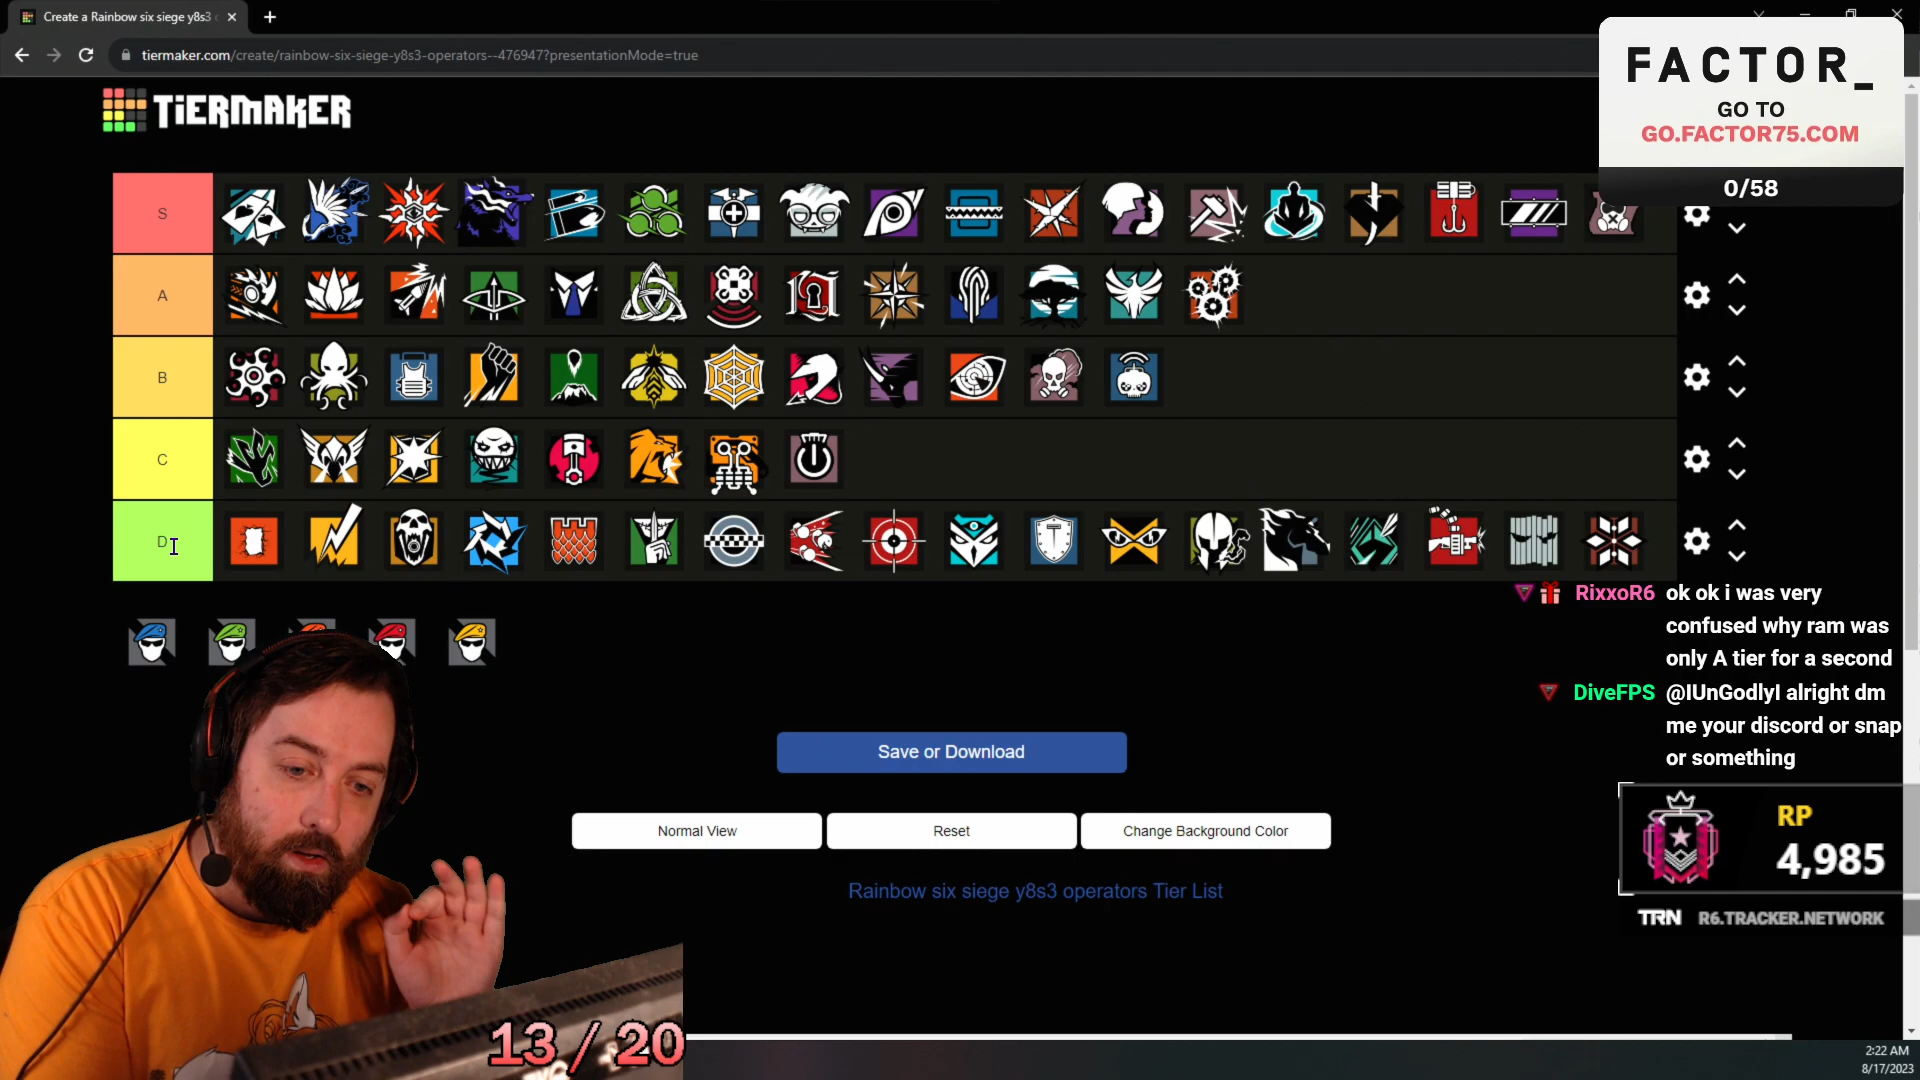 Create a Rainbow six siege y8s3
tiermaker.com/create/rainbow-six-siege-y8s3-operators--476947?presentationMode=true
FACTOR_
GO TO
GO.FACTOR75.COM
0/58
TiERMAKER
S
A
B
C
D
RixxoR6 ok ok i was very
confused why ram was
only A tier for a second
DiveFPS @IUnGodlyI alright dm
me your discord or snap
or something
Save or Download
Normal View
Reset
Change Background Color
Rainbow six siege y8s3 operators Tier List
RP
4,985
TRN R6.TRACKER.NETWORK
13 / 20
2:22 AM
8/17/2023